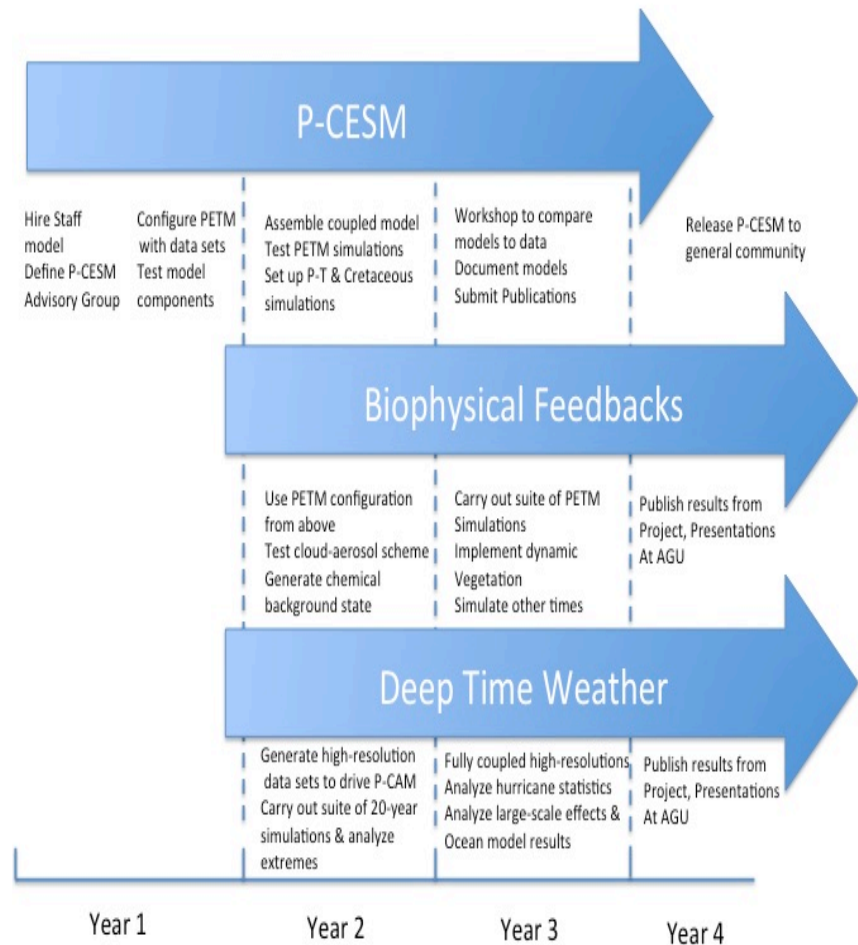 P-CESM
Hire Staff
model
Define P-CESM
Advisory Group
Configure PETM
with data sets
Test model
components
Assemble coupled model
Test PETM simulations
Set up P-T & Cretaceous
simulations
Workshop to compare
models to data
Document models
Submit Publications
Release P-CESM to
general community
Biophysical Feedbacks
Use PETM configuration
from above
Test cloud-aerosol scheme
Generate chemical
background state
Carry out suite of PETM
Simulations
Implement dynamic
Vegetation
Simulate other times
Publish results from
Project, Presentations
At AGU
Deep Time Weather
Generate high-resolution
data sets to drive P-CAM
Carry out suite of 20-year
simulations & analyze
extremes
Fully coupled high-resolutions
Analyze hurricane statistics
Analyze large-scale effects &
Ocean model results
Publish results from
Project, Presentations
At AGU
Year 1
Year 2
Year 3
Year 4